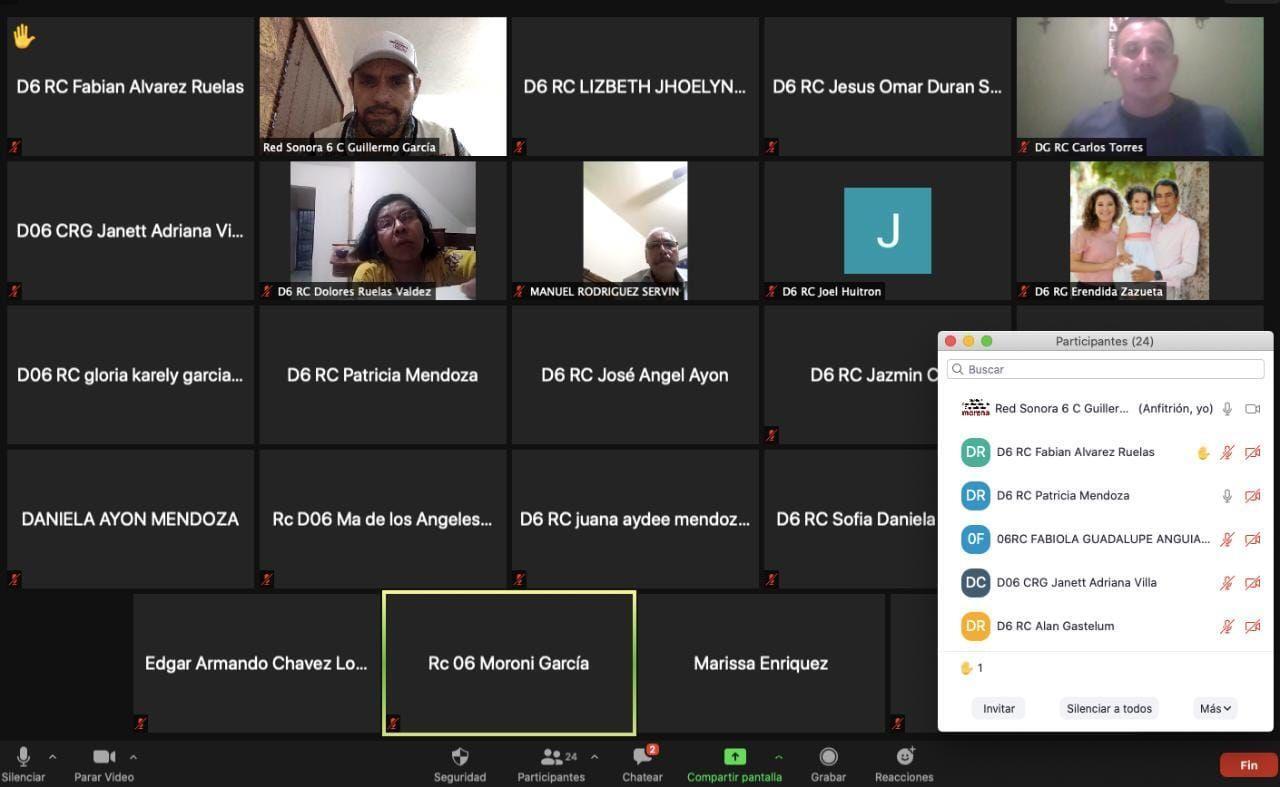 D6 RC Fabian Alvarez Ruelas
Red Sonora 6 C Guillermo García
D6 RC LIZBETH JHOELYN...
D6 RC Jesus Omar Duran S...
DG RC Carlos Torres
D06 CRG Janett Adriana Vi...
D6 RC Dolores Ruelas Valdez
MANUEL RODRIGUEZ SERVIN
J
D6 RC Joel Huitron
D6 RG Erendida Zazueta
D06 RC gloria karely garcia...
D6 RC Patricia Mendoza
D6 RC José Angel Ayon
D6 RC Jazmin C
DANIELA AYON MENDOZA
Rc D06 Ma de los Angeles...
D6 RC juana aydee mendoz...
D6 RC Sofia Daniela
Edgar Armando Chavez Lo...
Rc 06 Moroni García
Marissa Enriquez
Participantes (24)
Buscar
morena
Red Sonora 6 C Guiller... (Anfitrión, yo)
DR D6 RC Fabian Alvarez Ruelas
DR D6 RC Patricia Mendoza
0F 06RC FABIOLA GUADALUPE ANGUIA...
DC D06 CRG Janett Adriana Villa
DR D6 RC Alan Gastelum
1
Invitar
Silenciar a todos
Más
Silenciar
Parar Video
Seguridad
24
Participantes
2
Chatear
Compartir pantalla
Grabar
Reacciones
Fin